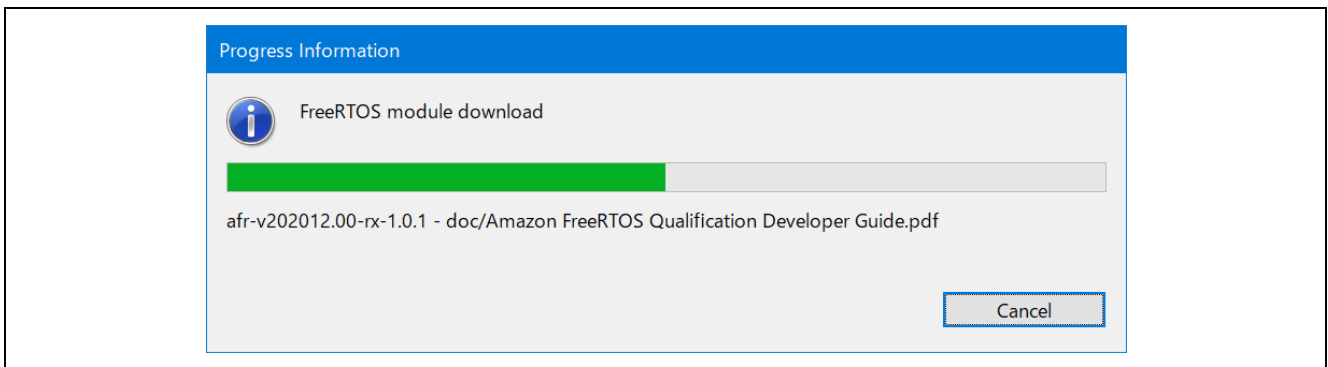 Progress Information
FreeRTOS module download
afr-v202012.00-rx-1.0.1 - doc/Amazon FreeRTOS Qualification Developer Guide.pdf
Cancel